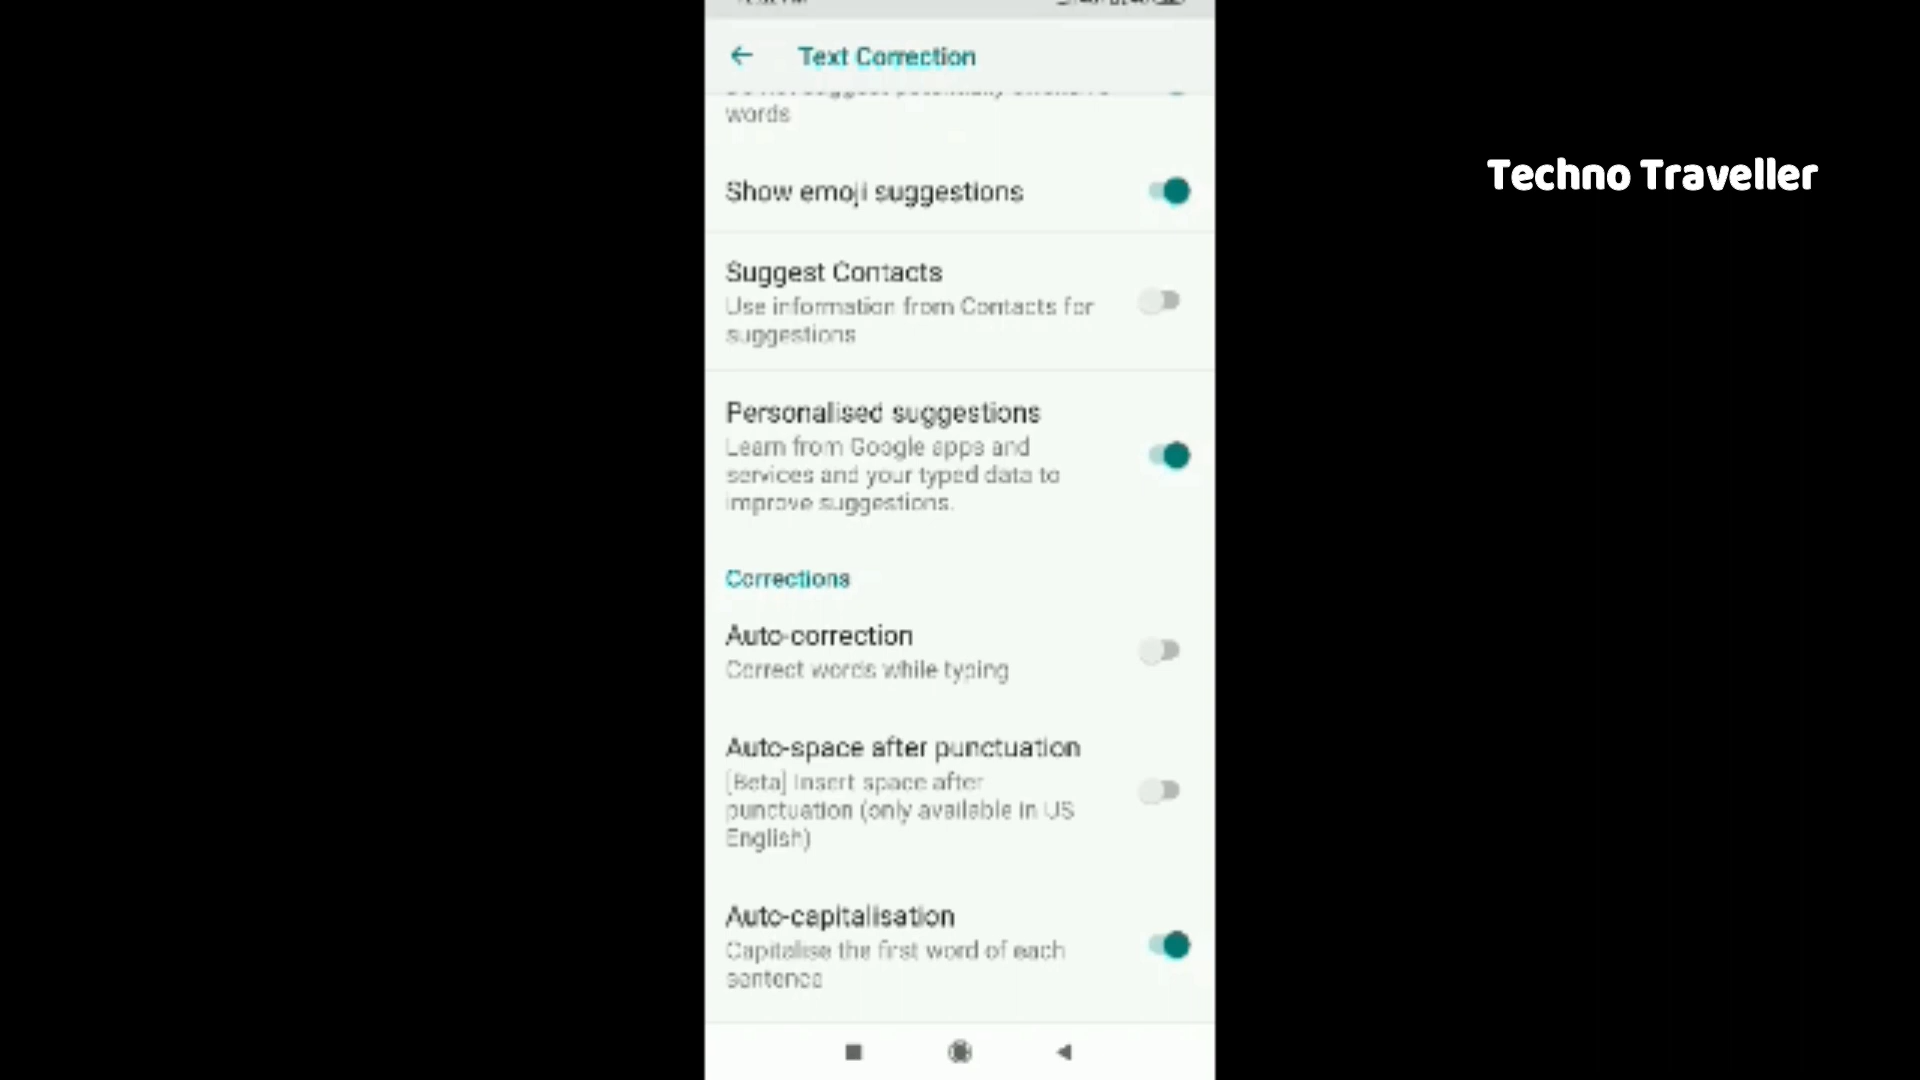 Text Correction
words
Techno Traveller
Show emoji suggestions
Suggest Contacts
Use information from Contacts for
suggestions
Personalised suggestions
Learn from Google apps and
services and your typed data to
improve suggestions.
Corrections
Auto-correction
Correct words while typing
Auto-space after punctuation
[Beta] Insert space after
punctuation (only available in US
English)
Auto-capitalisation
Capitalise the first word of each
sentence